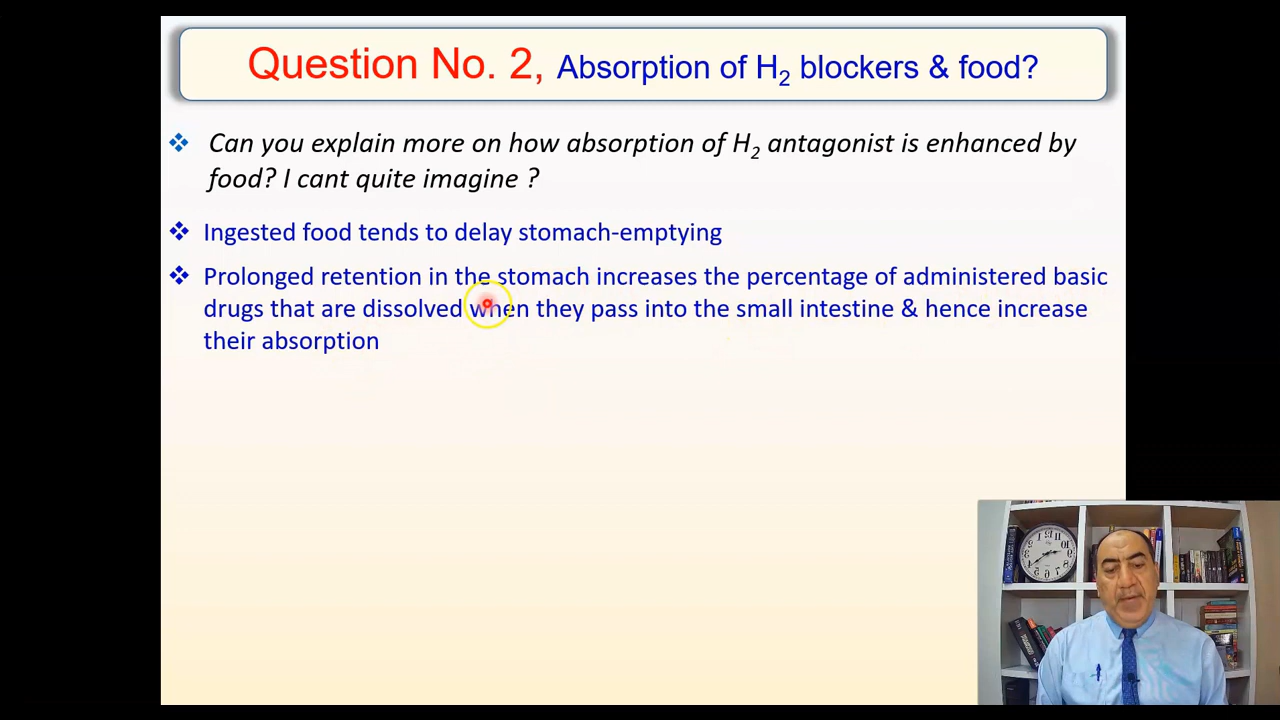 Question No. 2, Absorption of H2 blockers & food?
Can you explain more on how absorption of H2 antagonist is enhanced by
food? I cant quite imagine ?
Ingested food tends to delay stomach-emptying
Prolonged retention in the stomach increases the percentage of administered basic
drugs that are dissolved when they pass into the small intestine & hence increase
their absorption